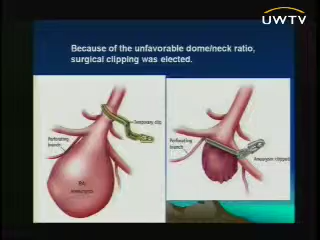 UWTV
Because of the unfavorable dome/neck ratio,
surgical clipping was elected.
Temporary clip
Perforating
branch
Perforating
branch
Aneurysm clipped
aneurysm